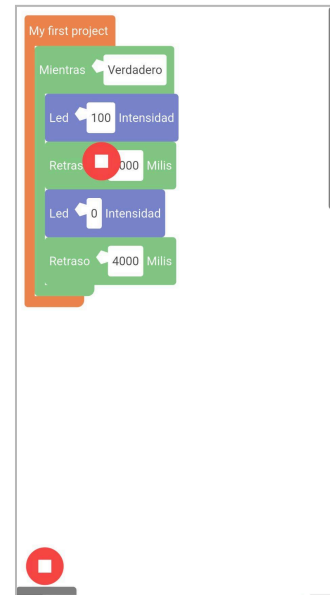 My first project
Mientras Verdadero
Led 100 Intensidad
Milis
Led 0 Intensidad
Retraso 4000 Milis